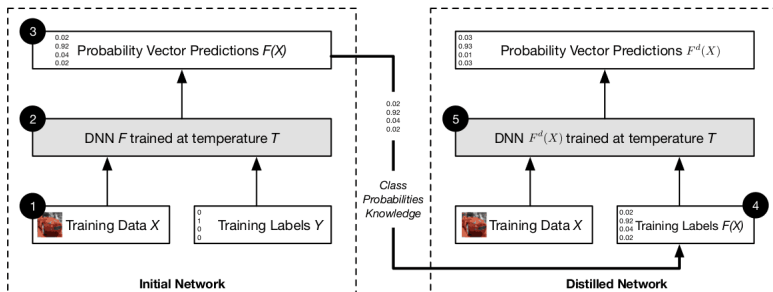 3
0.02
0.92
0.04
0.02
Probability Vector Predictions F(X)
2
DNN F trained at temperature T
1
Training Data X
0
1
0
0
Training Labels Y
Initial Network
0.02
0.92
0.04
0.02
Class
Probabilities
Knowledge
0.03
0.93
0.01
0.03
Probability Vector Predictions F^d(X)
5
DNN F^d(X) trained at temperature T
Training Data X
4
0.02
0.92
0.04
0.02
Training Labels F(X)
Distilled Network